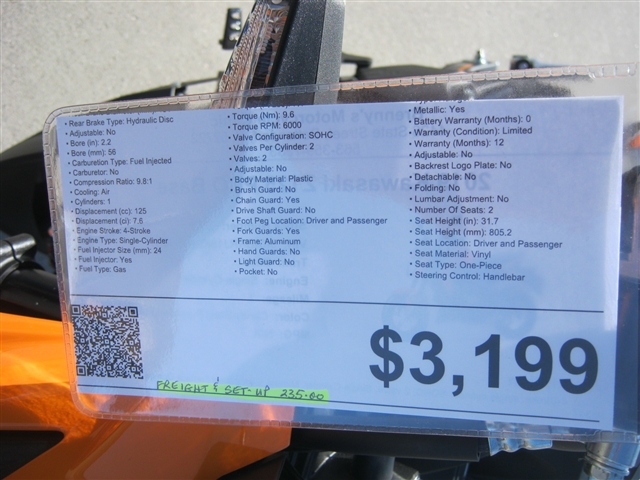 • Rear Brake Type: Hydraulic Disc
• Adjustable: No
• Bore (in): 2.2
• Bore (mm): 56
• Carburetion Type: Fuel Injected
• Carburetor: No
• Compression Ratio: 9.8:1
• Cooling: Air
• Cylinders: 1
• Displacement (cc): 125
• Displacement (ci): 7.6
• Engine Stroke: 4-Stroke
• Engine Type: Single-Cylinder
• Fuel Injector Size (mm): 24
• Fuel Injector: Yes
• Fuel Type: Gas
• Torque (Nm): 9.6
• Torque RPM: 6000
• Valve Configuration: SOHC
• Valves Per Cylinder: 2
• Valves: 2
• Adjustable: No
• Body Material: Plastic
• Brush Guard: No
• Chain Guard: Yes
• Drive Shaft Guard: No
• Foot Peg Location: Driver and Passenger
• Fork Guards: Yes
• Frame: Aluminum
• Hand Guards: No
• Light Guard: No
• Pocket: No
• Metallic: Yes
• Battery Warranty (Months): 0
• Warranty (Condition): Limited
• Warranty (Months): 12
• Adjustable: No
• Backrest Logo Plate: No
• Detachable: No
• Folding: No
• Lumbar Adjustment: No
• Number Of Seats: 2
• Seat Height (in): 31.7
• Seat Height (mm): 805.2
• Seat Location: Driver and Passenger
• Seat Material: Vinyl
• Seat Type: One-Piece
• Steering Control: Handlebar
$3,199
FREIGHT & SET-UP 235.00